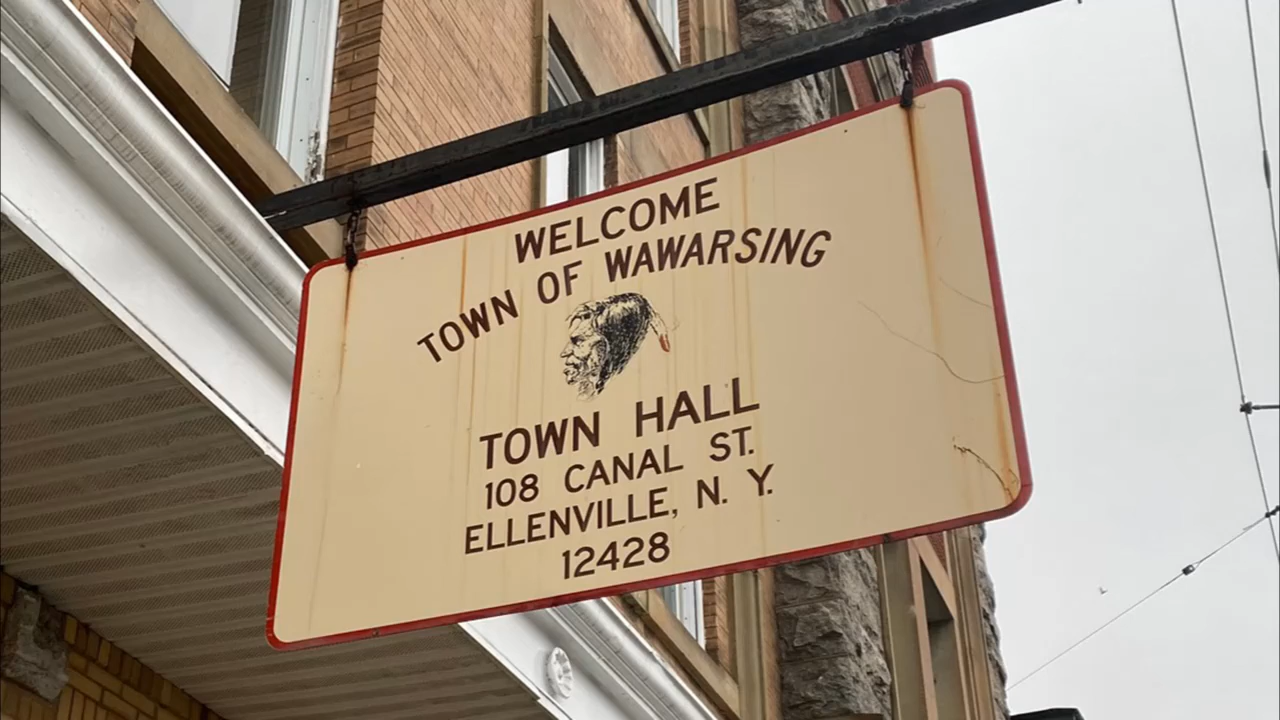 WELCOME
TOWN OF WAWARSING
TOWN HALL
108 CANAL ST.
ELLENVILLE, N. Y.
12428